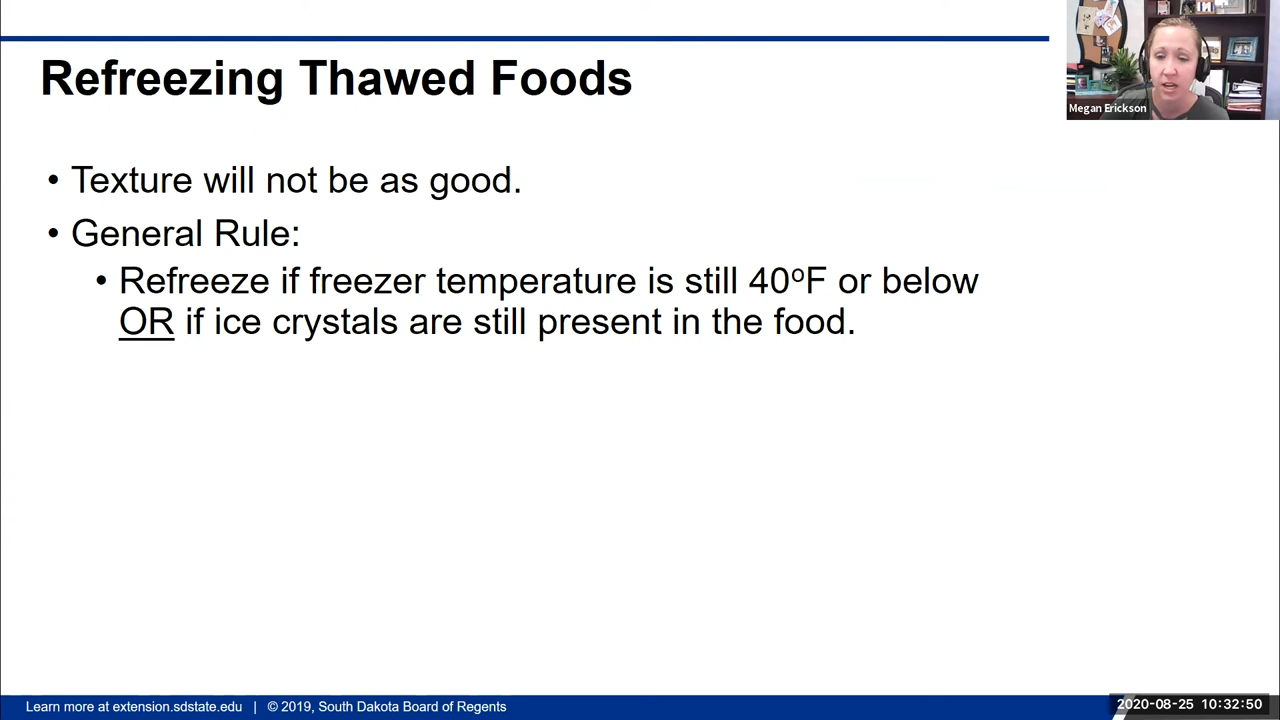 Refreezing Thawed Foods
Megan Erickson
• Texture will not be as good.
• General Rule:
• Refreeze if freezer temperature is still 40ºF or below
OR if ice crystals are still present in the food.
Learn more at extension.sdstate.edu | © 2019, South Dakota Board of Regents
2020-08-25 10:32:50